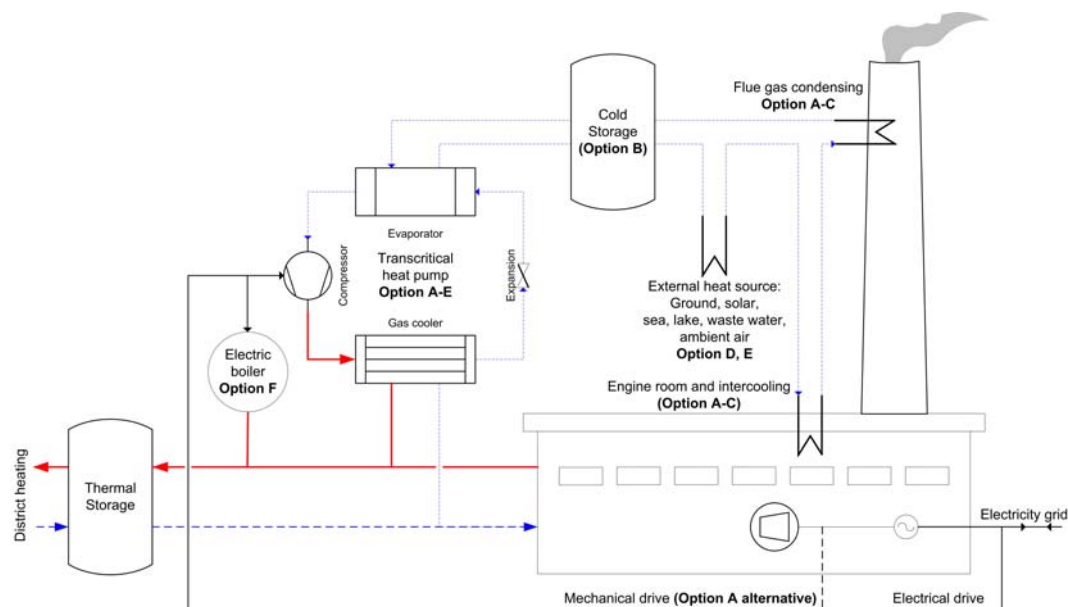 Flue gas condensing
Option A-C
Cold
Storage
(Option B)
Evaporator
Compressor
Transcritical
heat pump
Option A-E
Expansion
Gas cooler
External heat source:
Ground, solar,
sea, lake, waste water,
ambient air
Option D, E
Electric
boiler
Option F
Engine room and intercooling
(Option A-C)
District heating
Thermal
Storage
Electricity grid
Mechanical drive (Option A alternative)
Electrical drive